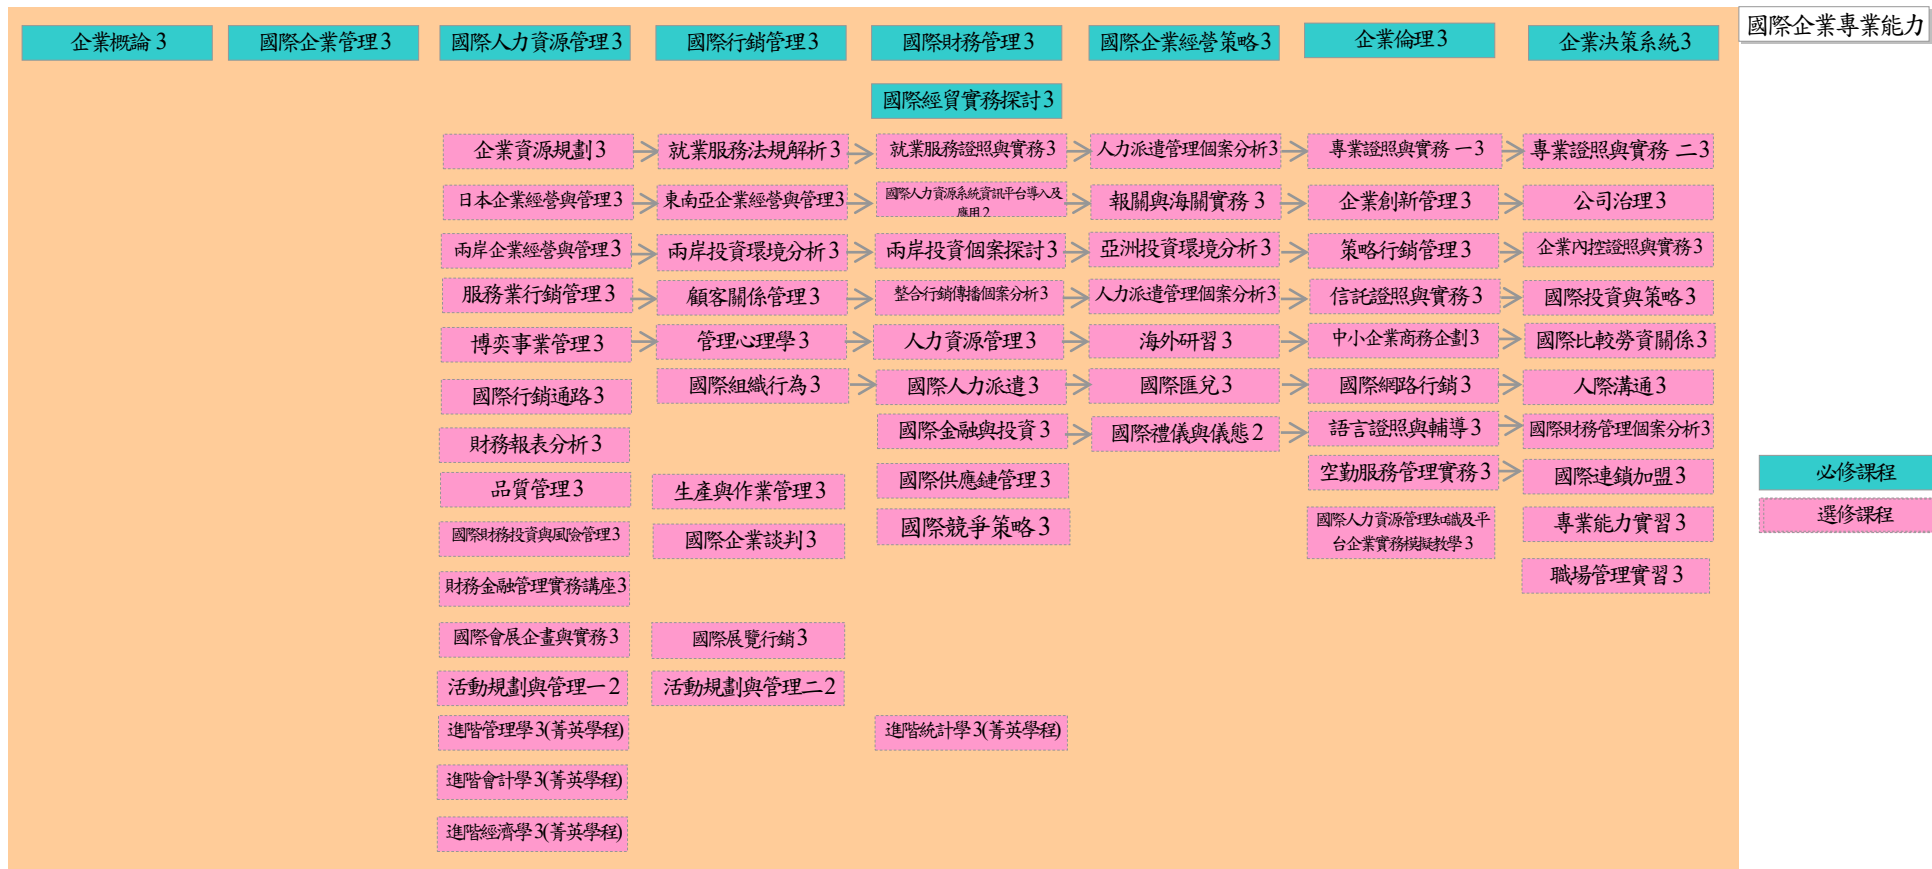 企業概論 3
國際企業管理 3
國際人力資源管理 3
國際行銷管理 3
國際財務管理 3
國際企業經營策略 3
企業倫理 3
企業決策系統 3
國際企業專業能力
國際經貿實務探討 3
企業資源規劃 3
就業服務法規解析 3
就業服務證照與實務 3
人力派遣管理個案分析 3
專業證照與實務 一 3
專業證照與實務 二 3
日本企業經營與管理 3
東南亞企業經營與管理 3
國際人力資源系統資訊平台導入及
應用 2
報關與海關實務 3
企業創新管理 3
公司治理 3
兩岸企業經營與管理 3
兩岸投資環境分析 3
兩岸投資個案探討 3
亞洲投資環境分析 3
策略行銷管理 3
企業內控證照與實務 3
服務業行銷管理 3
顧客關係管理 3
整合行銷傳播個案分析 3
人力派遣管理個案分析 3
信託證照與實務 3
國際投資與策略 3
博奕事業管理 3
管理心理學 3
人力資源管理 3
海外研習 3
中小企業商務企劃 3
國際比較勞資關係 3
國際行銷通路 3
國際組織行為 3
國際人力派遣 3
國際匯兌 3
國際網路行銷 3
人際溝通 3
財務報表分析 3
國際金融與投資 3
國際禮儀與儀態 2
語言證照與輔導 3
國際財務管理個案分析 3
品質管理 3
生產與作業管理 3
國際供應鏈管理 3
空勤服務管理實務 3
國際連鎖加盟 3
必修課程
國際財務投資與風險管理 3
國際企業談判 3
國際競爭策略 3
國際人力資源管理知識及平
台企業實務模擬教學 3
專業能力實習 3
選修課程
財務金融管理實務講座 3
職場管理實習 3
國際會展企畫與實務 3
國際展覽行銷 3
活動規劃與管理一 2
活動規劃與管理二 2
進階管理學 3(菁英學程)
進階統計學 3(菁英學程)
進階會計學 3(菁英學程)
進階經濟學 3(菁英學程)